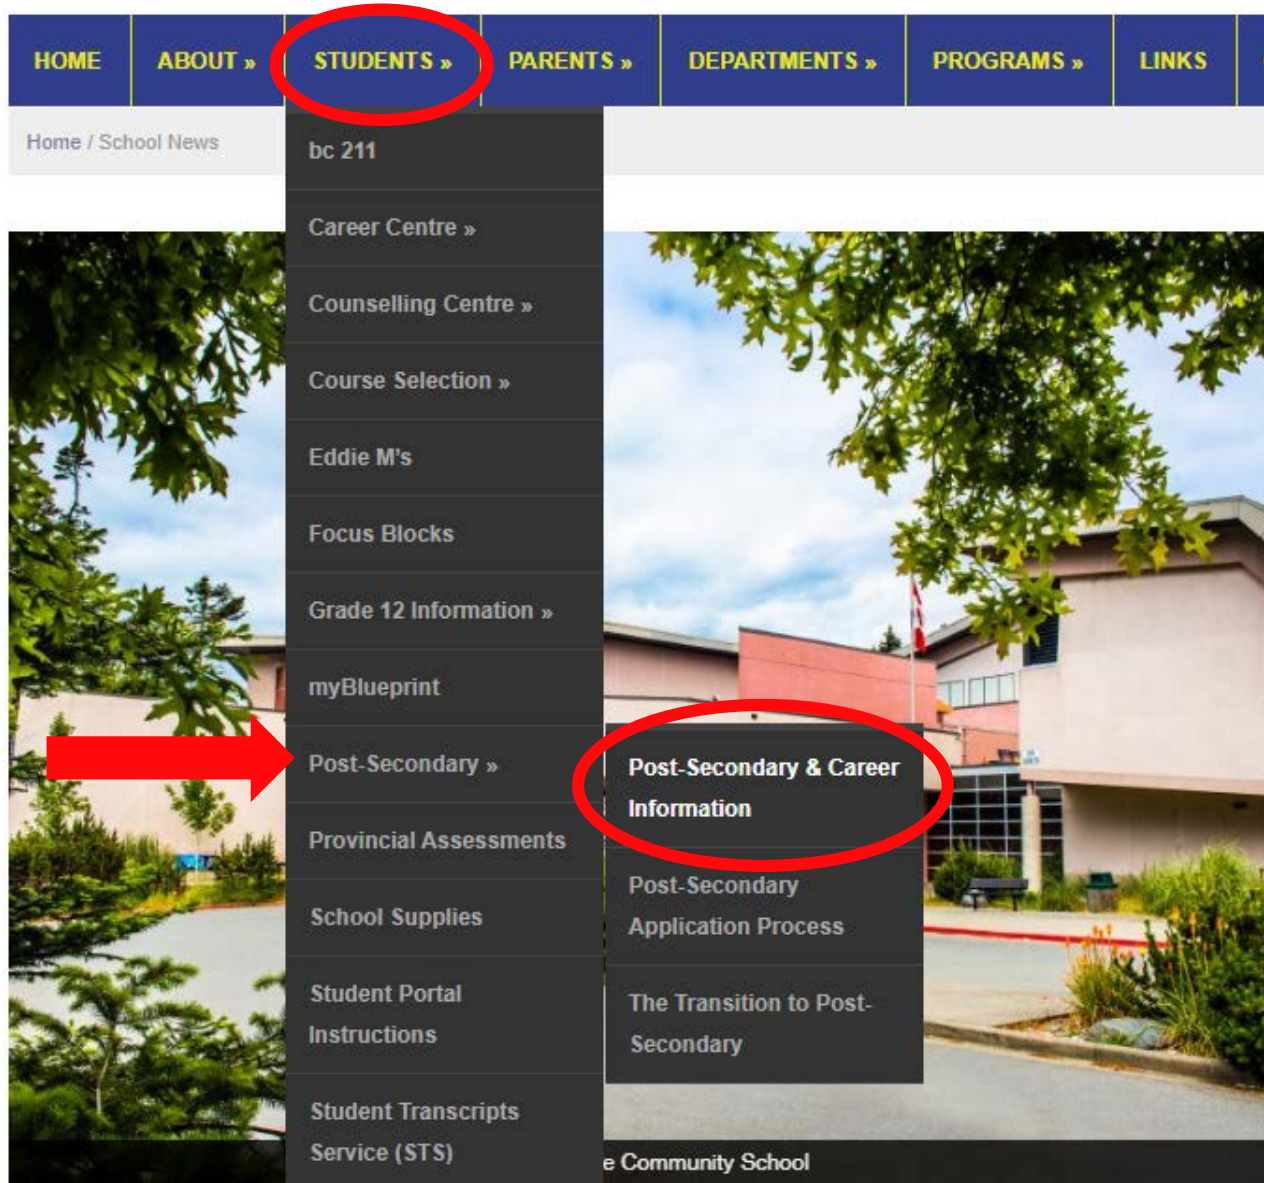 HOME ABOUT » STUDENTS » PARENTS » DEPARTMENTS » PROGRAMS » LINKS
Home / School News
bc 211
Career Centre »
Counselling Centre »
Course Selection »
Eddie M's
Focus Blocks
Grade 12 Information »
myBlueprint
Post-Secondary »
Provincial Assessments
School Supplies
Student Portal
Instructions
Student Transcripts
Service (STS)
Post-Secondary & Career
Information
Post-Secondary
Application Process
The Transition to Post-
Secondary
e Community School